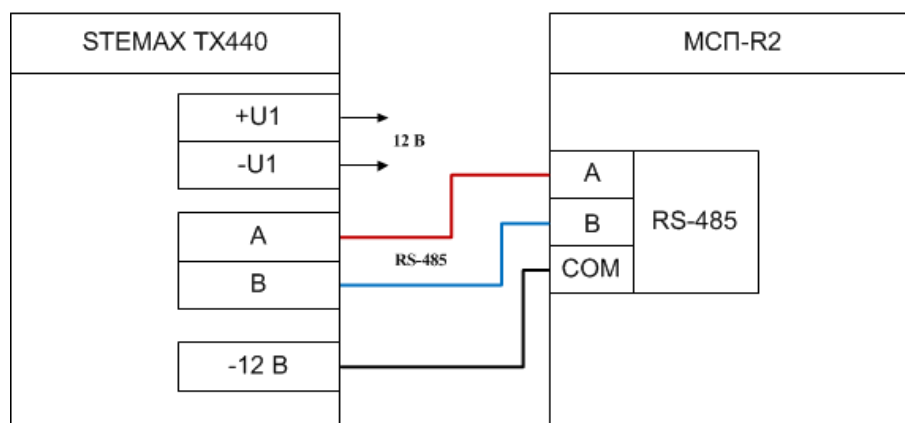 STEMAX TX440
МСП-R2
+U1
12 В
-U1
A
A
B
RS-485
B
RS-485
COM
-12 В